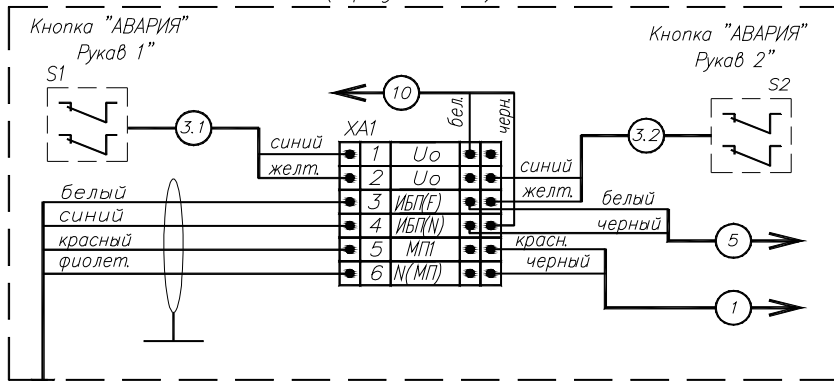 Кнопка "АВАРИЯ"
Рукав 1"
S1
3.1
10
бел.
черн.
Кнопка "АВАРИЯ"
Рукав 2"
S2
3.2
XA1
синий
желт.
1 Uo
2 Uo
3 ИБП(F)
4 ИБП(N)
5 МП1
6 N(МП)
синий
желт.
белый
черный
5
красн.
черный
1
белый
синий
красный
фиолет.